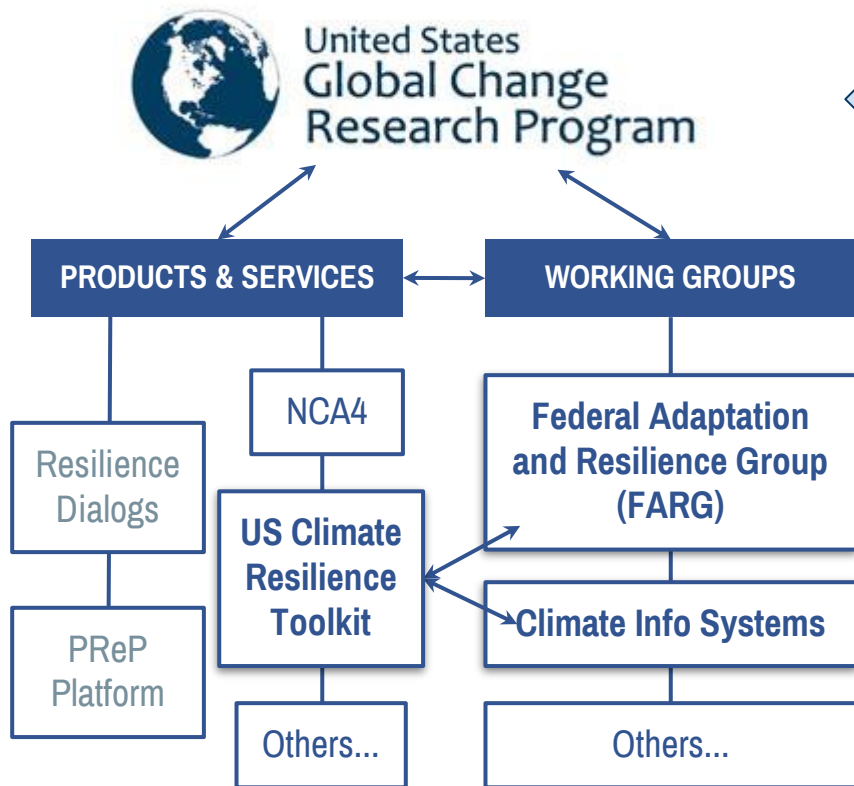 United States
Global Change
Research Program
PRODUCTS & SERVICES
WORKING GROUPS
NCA4
Resilience
Dialogs
US Climate
Resilience
Toolkit
PReP
Platform
Others...
Federal Adaptation
and Resilience Group
(FARG)
Climate Info Systems
Others...